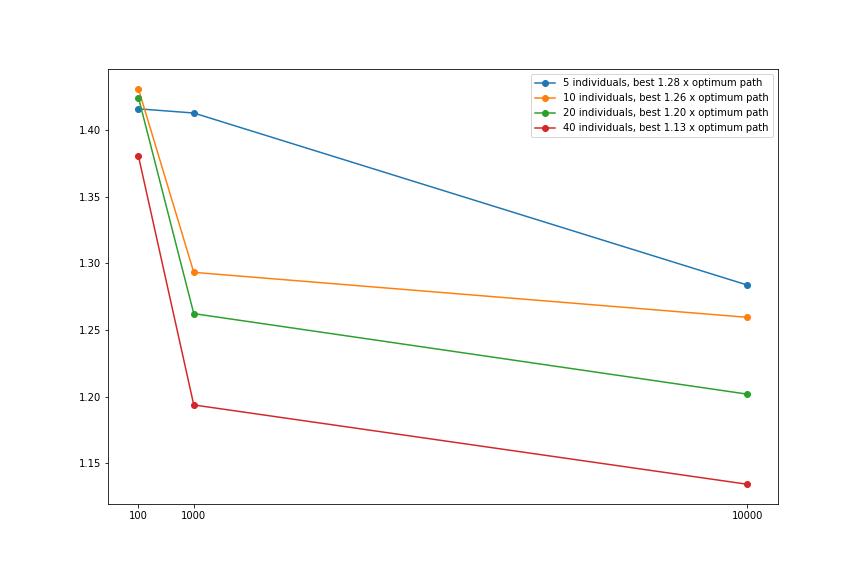 5 individuals, best 1.28 x optimum path
10 individuals, best 1.26 x optimum path
20 individuals, best 1.20 x optimum path
40 individuals, best 1.13 x optimum path
1.40
1.35
1.30
1.25
1.20
1.15
100 1000 10000